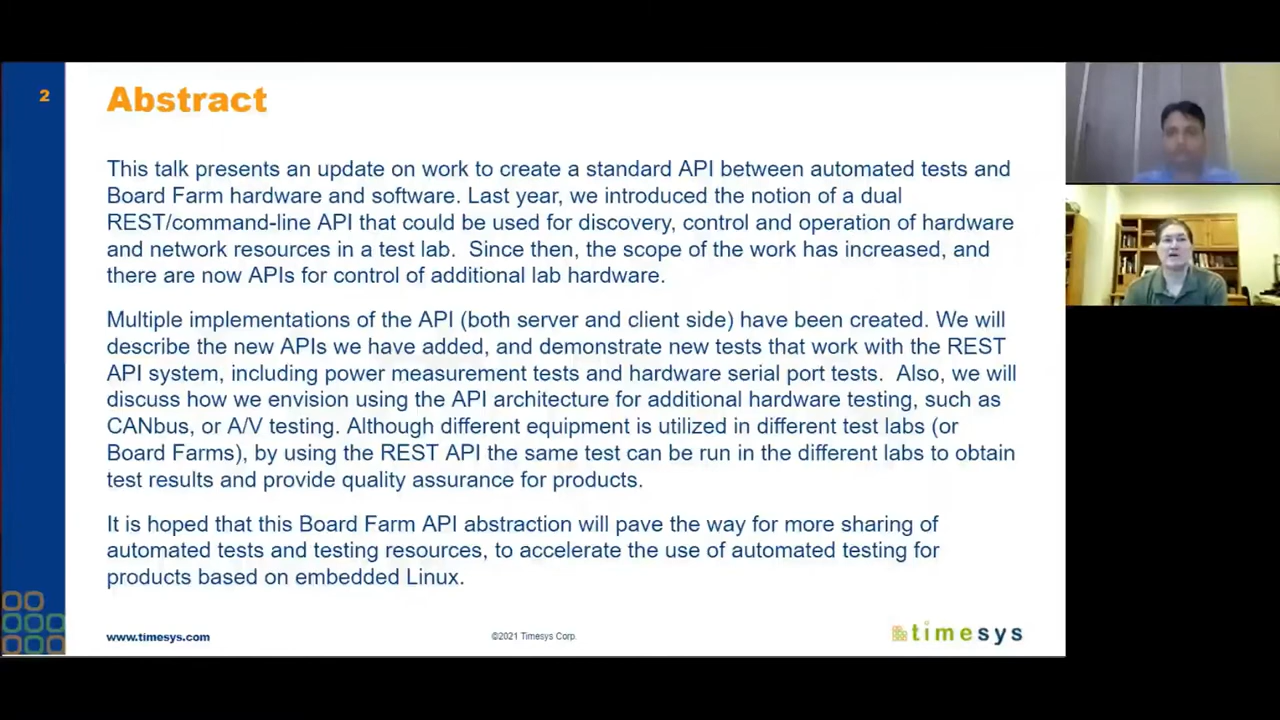 2
Abstract
This talk presents an update on work to create a standard API between automated tests and
Board Farm hardware and software. Last year, we introduced the notion of a dual
REST/command-line API that could be used for discovery, control and operation of hardware
and network resources in a test lab.  Since then, the scope of the work has increased, and
there are now APIs for control of additional lab hardware.
Multiple implementations of the API (both server and client side) have been created. We will
describe the new APIs we have added, and demonstrate new tests that work with the REST
API system, including power measurement tests and hardware serial port tests.  Also, we will
discuss how we envision using the API architecture for additional hardware testing, such as
CANbus, or A/V testing. Although different equipment is utilized in different test labs (or
Board Farms), by using the REST API the same test can be run in the different labs to obtain
test results and provide quality assurance for products.
It is hoped that this Board Farm API abstraction will pave the way for more sharing of
automated tests and testing resources, to accelerate the use of automated testing for
products based on embedded Linux.
www.timesys.com
©2021 Timesys Corp.
timesys